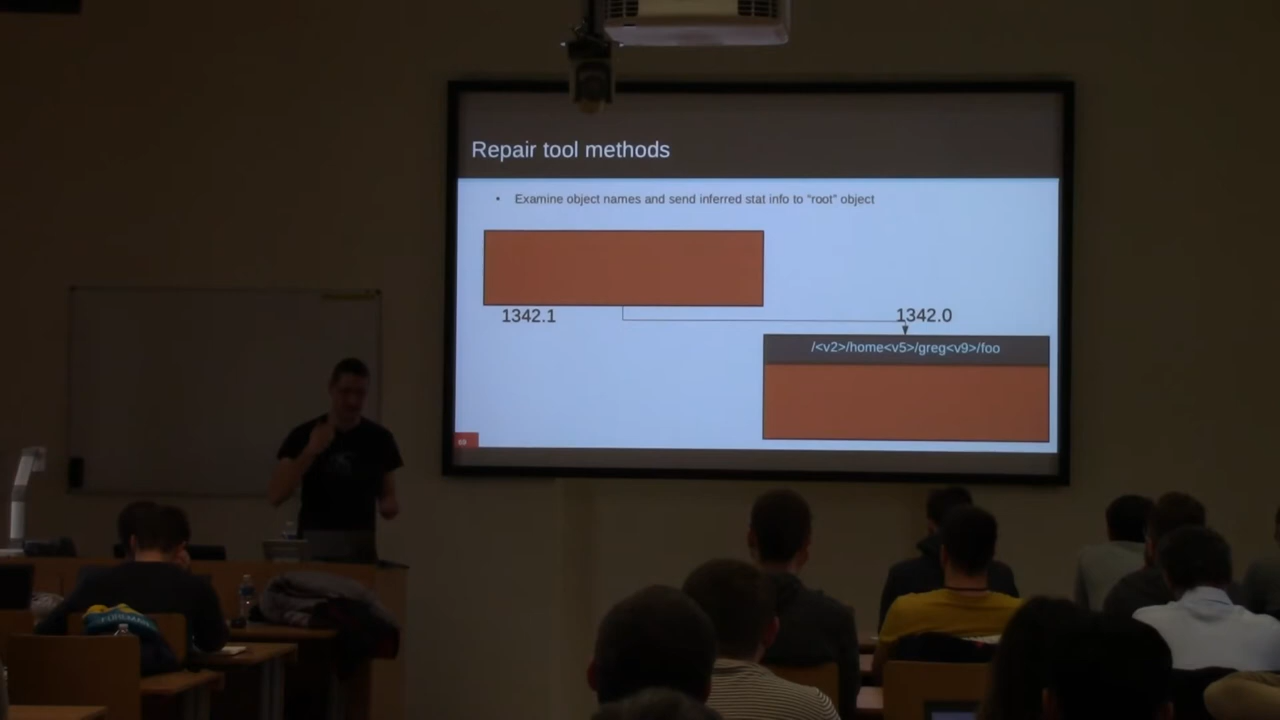 Repair tool methods
• Examine object names and send inferred stat info to "root" object
1342.1
1342.0
/<v2>/home<v5>/greg<v9>/foo